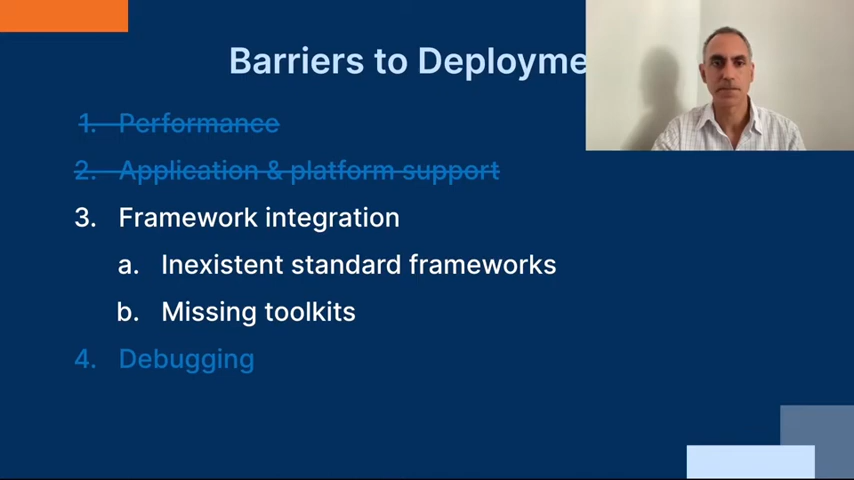 Barriers to Deployme
1. Performance
2. Application & platform support
3. Framework integration
a. Inexistent standard frameworks
b. Missing toolkits
4. Debugging